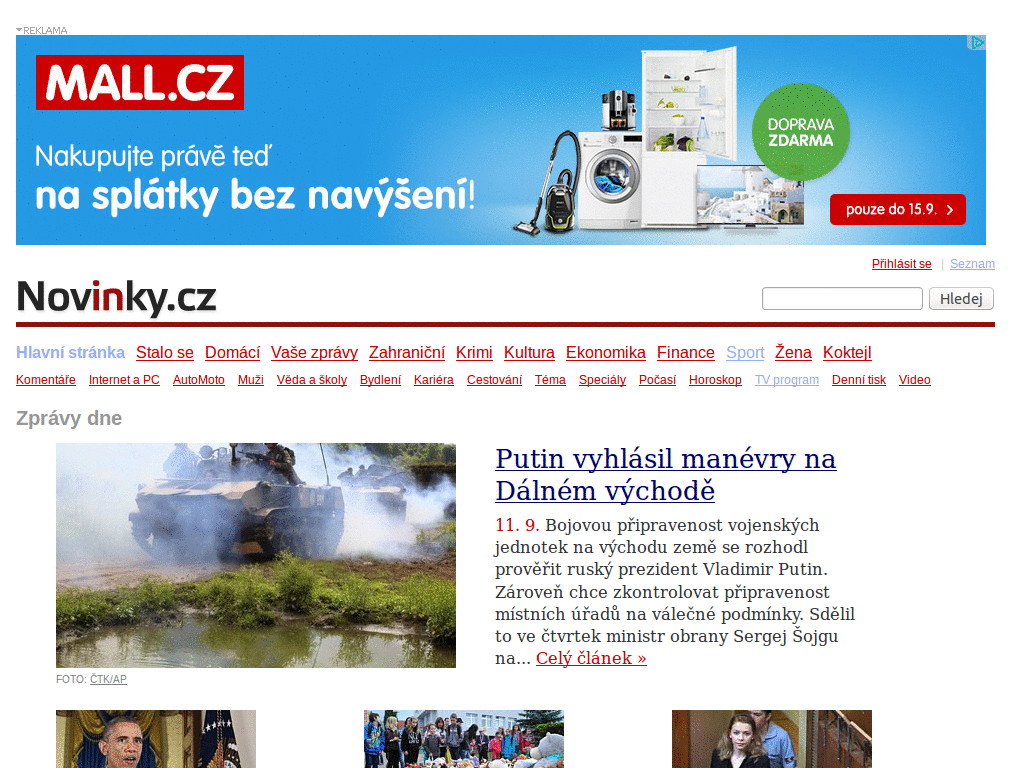 REKLAMA
MALL.CZ
Nakupujte právě teď
na splátky bez navýšení!
DOPRAVA
ZDARMA
pouze do 15.9.
Přihlásit se | Seznam
Novinky.cz
Hledej
Hlavní stránka Stalo se Domácí Vaše zprávy Zahraniční Krimi Kultura Ekonomika Finance Sport Žena Koktejl
Komentáře Internet a PC AutoMoto Muži Věda a školy Bydlení Kariéra Cestování Téma Speciály Počasí Horoskop TV program Denní tisk Video
Zprávy dne
Putin vyhlásil manévry na
Dálném východě
11. 9. Bojovou připravenost vojenských
jednotek na východu země se rozhodl
prověřit ruský prezident Vladimir Putin.
Zároveň chce zkontrolovat připravenost
místních úřadů na válečné podmínky. Sdělil
to ve čtvrtek ministr obrany Sergej Šojgu
na... Celý článek »
FOTO: ČTK/AP